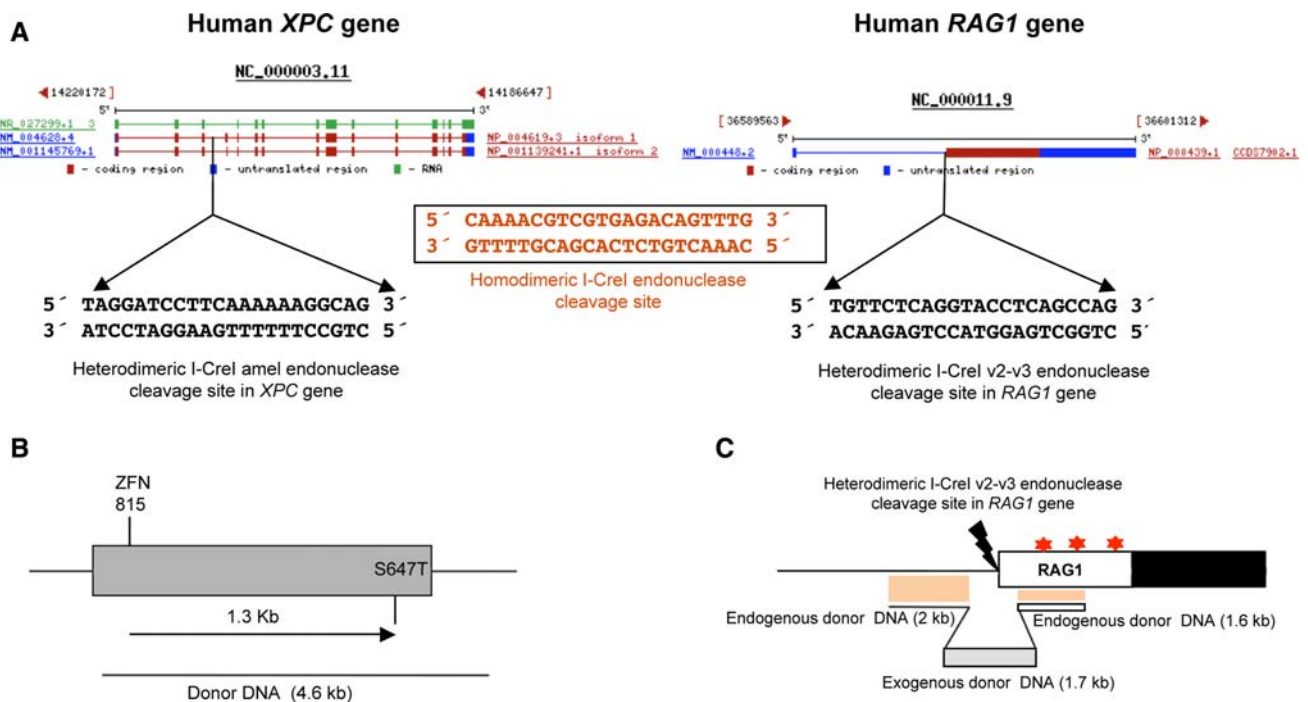 A
Human XPC gene
NC_000003.11
14220172 ]
14186647 ]
5'
3'
NR_027299.1 3
NM_004628.4
NM_001145769.1
NP_004619.3 isoform 1
NP_001139241.1 isoform 2
- coding region
- untranslated region
- RNA
5´ TAGGATCCTTCAAAAAAGGCAG 3´
3´ ATCCTAGGAAGTTTTTTCCGTC 5´
Heterodimeric I-CreI amel endonuclease
cleavage site in XPC gene
5´ CAAAACGTCGTGAGACAGTTTG 3´
3´ GTTTTGCAGCACTCTGTCAAAC 5´
Homodimeric I-CreI endonuclease
cleavage site
Human RAG1 gene
NC_000011.9
[ 36589563
[ 36601312
5'
3'
NM_000448.2
NP_000439.1
CCDS7902.1
- coding region
- untranslated region
5´ TGTTCTCAGGTACCTCAGCCAG 3´
3´ ACAAGAGTCCATGGAGTCGGTC 5´
Heterodimeric I-CreI v2-v3 endonuclease
cleavage site in RAG1 gene
B
ZFN
815
S647T
1.3 Kb
Donor DNA (4.6 kb)
C
Heterodimeric I-CreI v2-v3 endonuclease
cleavage site in RAG1 gene
RAG1
Endogenous donor DNA (2 kb)
Endogenous donor DNA (1.6 kb)
Exogenous donor DNA (1.7 kb)